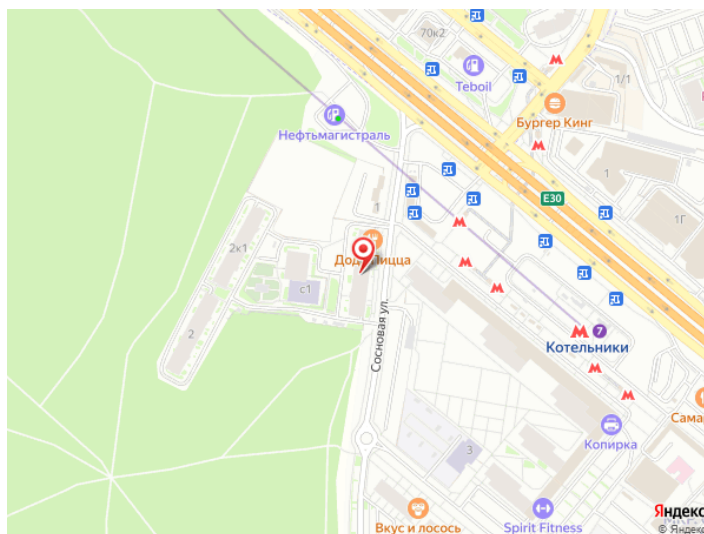 70к2
1/1
Teboil
Бургер Кинг
Нефтьмагистраль
1
E30
1
1Г
2к1
Додо Пицца
с1
Сосновая ул.
2
7
Котельники
Копирка
3
Вкус и лосось
Spirit Fitness
Яндекс
© Яндекс